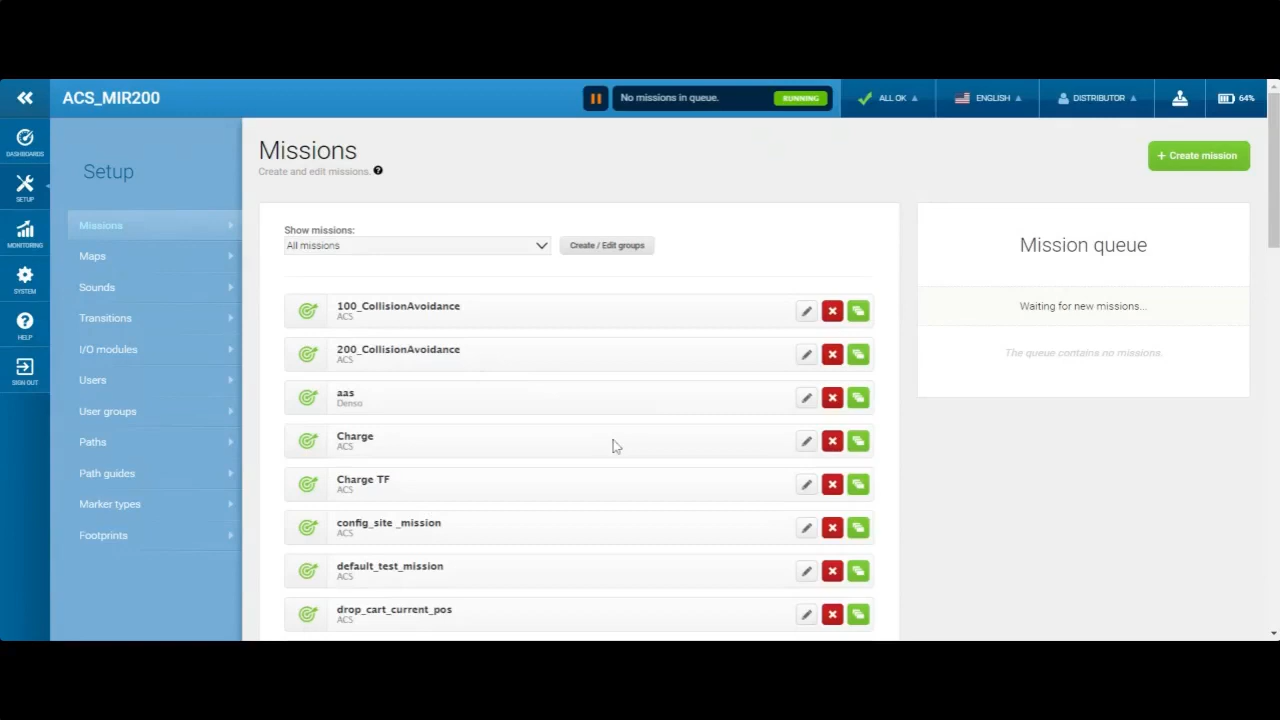 ACS_MIR200
No missions in queue.
RUNNING
ALL OK
ENGLISH
DISTRIBUTOR
64%
DASHBOARDS
SETUP
MONITORING
SYSTEM
HELP
SIGN OUT
Setup
Missions
Maps
Sounds
Transitions
I/O modules
Users
User groups
Paths
Path guides
Marker types
Footprints
Missions
Create and edit missions. ?
+ Create mission
Show missions:
All missions
Create / Edit groups
100_CollisionAvoidance
ACS
200_CollisionAvoidance
ACS
aas
Denso
Charge
ACS
Charge TF
ACS
config_site _mission
ACS
default_test_mission
ACS
drop_cart_current_pos
ACS
Mission queue
Waiting for new missions...
The queue contains no missions.